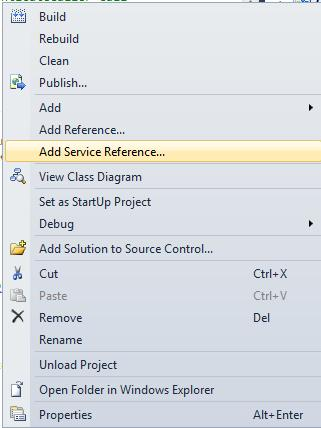 Build
Rebuild
Clean
Publish...
Add
Add Reference...
Add Service Reference...
View Class Diagram
Set as StartUp Project
Debug
Add Solution to Source Control...
Cut Ctrl+X
Paste Ctrl+V
Remove Del
Rename
Unload Project
Open Folder in Windows Explorer
Properties Alt+Enter